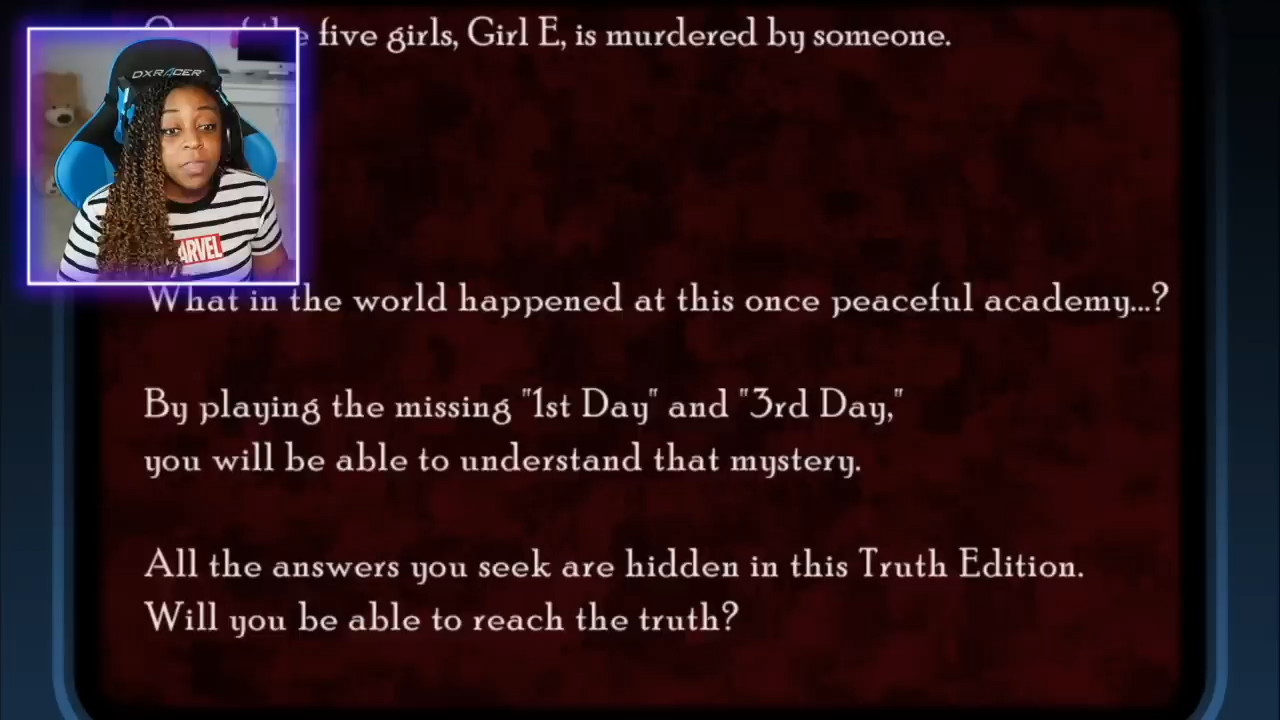 five girls, Girl E, is murdered by someone.
DXRACER
ARVEL
What in the world happened at this once peaceful academy...?
By playing the missing "1st Day" and "3rd Day,"
you will be able to understand that mystery.
All the answers you seek are hidden in this Truth Edition.
Will you be able to reach the truth?